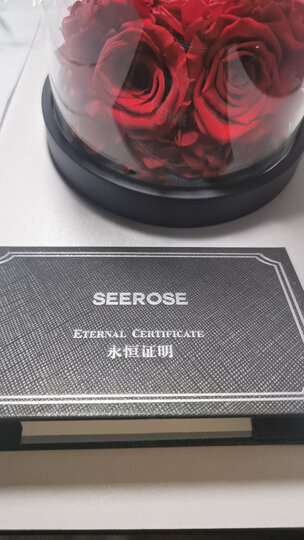 SEEROSE
ETERNAL CERTIFICATE
永恒证明